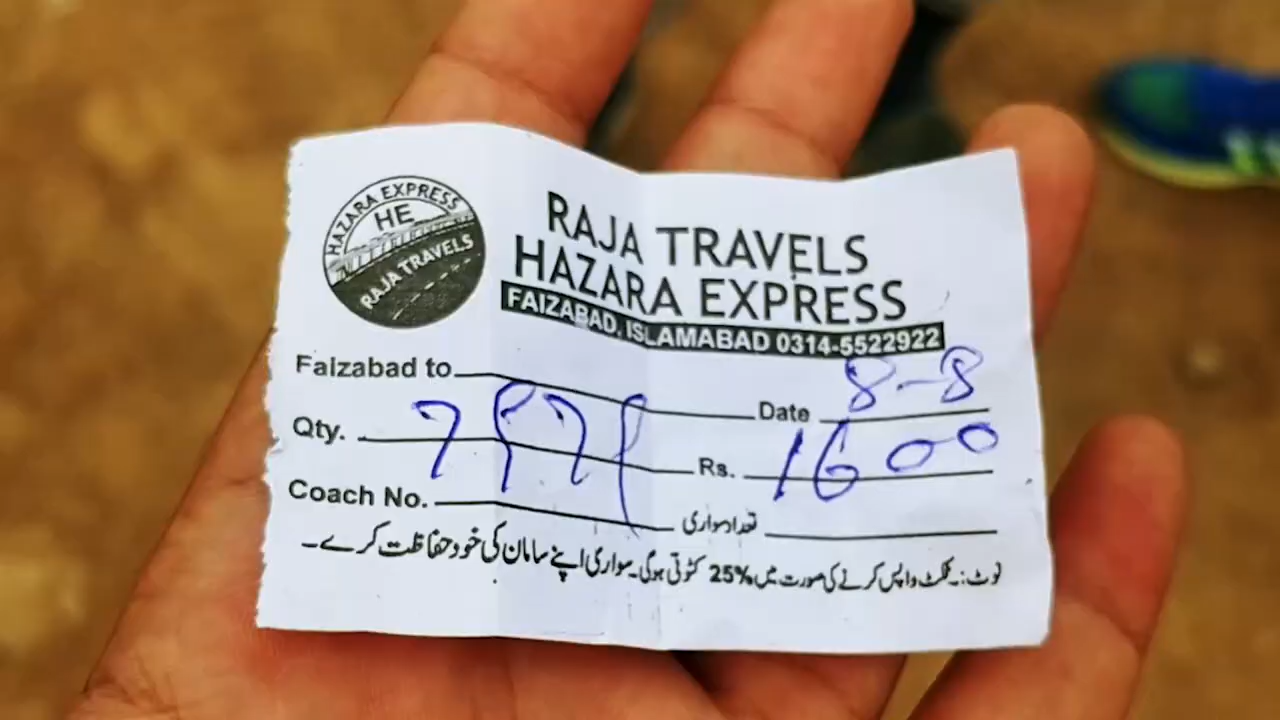 HAZARA EXPRESS
HE
RAJA TRAVELS
RAJA TRAVELS
HAZARA EXPRESS
FAIZABAD, ISLAMABAD 0314-5522922
Faizabad to Date 8-8
Qty. Rs. 1600
Coach No. تعداد سواری
نوٹ:۔ ٹکٹ واپس کرنے کی صورت میں 25% کٹوتی ہوگی۔ سواری اپنے سامان کی خود حفاظت کرے۔